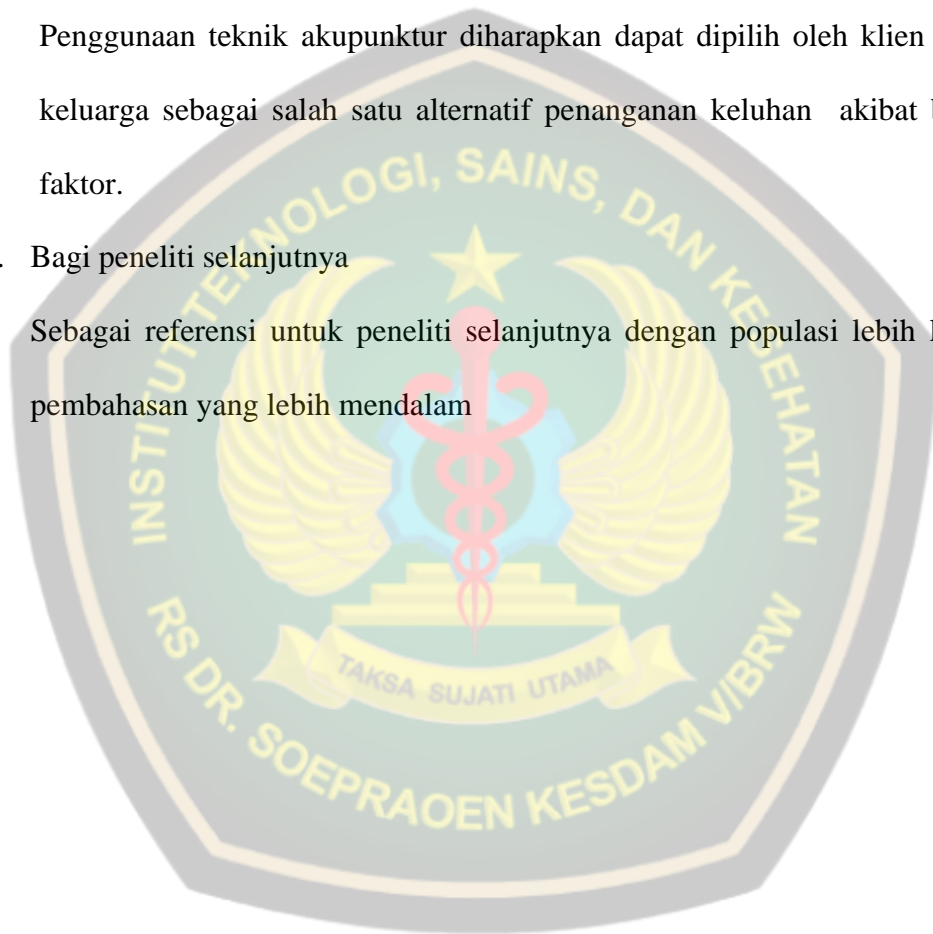 Penggunaan teknik akupunktur diharapkan dapat dipilih oleh klien
keluarga sebagai salah satu alternatif penanganan keluhan akibat
faktor.
. Bagi peneliti selanjutnya
Sebagai referensi untuk peneliti selanjutnya dengan populasi lebih
pembahasan yang lebih mendalam
INSTITUT TEKNOLOGI, SAINS, DAN KESEHATAN
TAKSA SUJATI UTAMA
RS DR. SOEPRAOEN KESDAM V/BRW